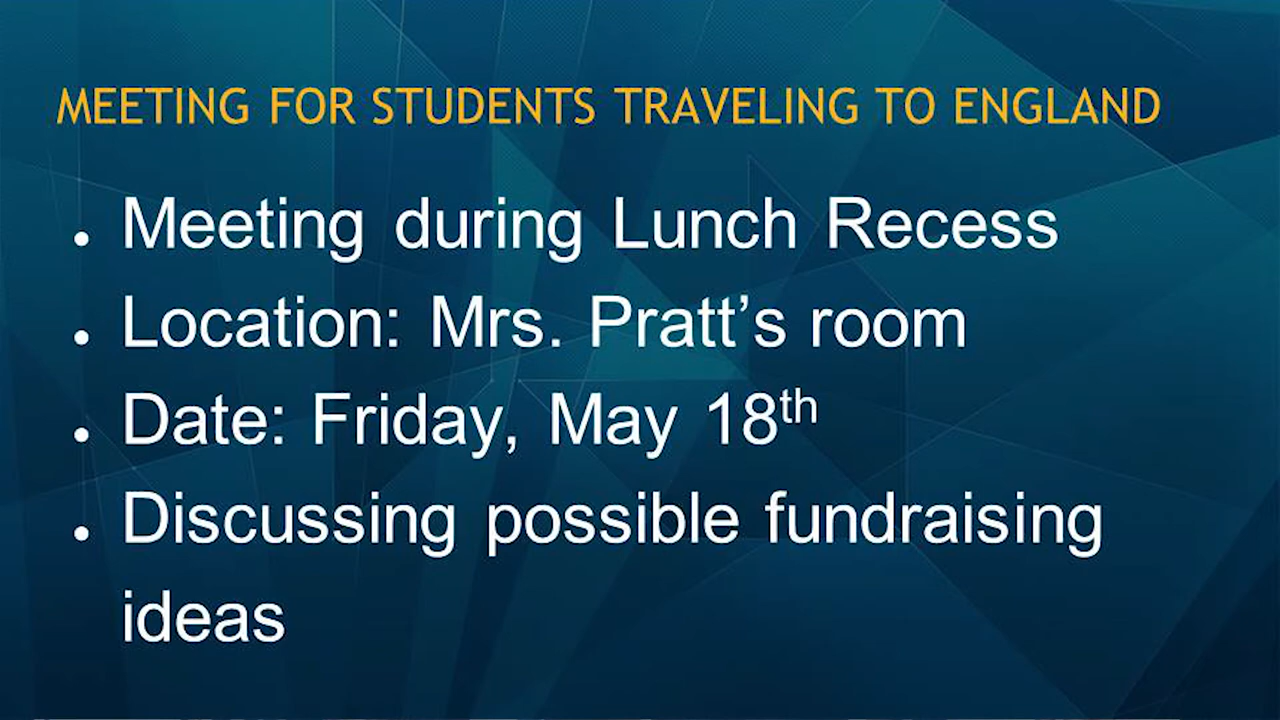 MEETING FOR STUDENTS TRAVELING TO ENGLAND
• Meeting during Lunch Recess
• Location: Mrs. Pratt’s room
• Date: Friday, May 18th
• Discussing possible fundraising
ideas